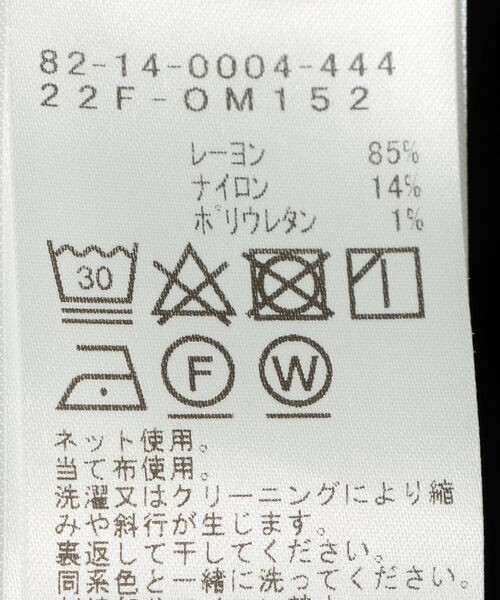 82-14-0004-444
22F-OM152
レーヨン 85%
ナイロン 14%
ポリウレタン 1%
30
F W
ネット使用。
当て布使用。
洗濯又はクリーニングにより縮
みや斜行が生じます。
裏返して干してください。
同系色と一緒に洗ってください。